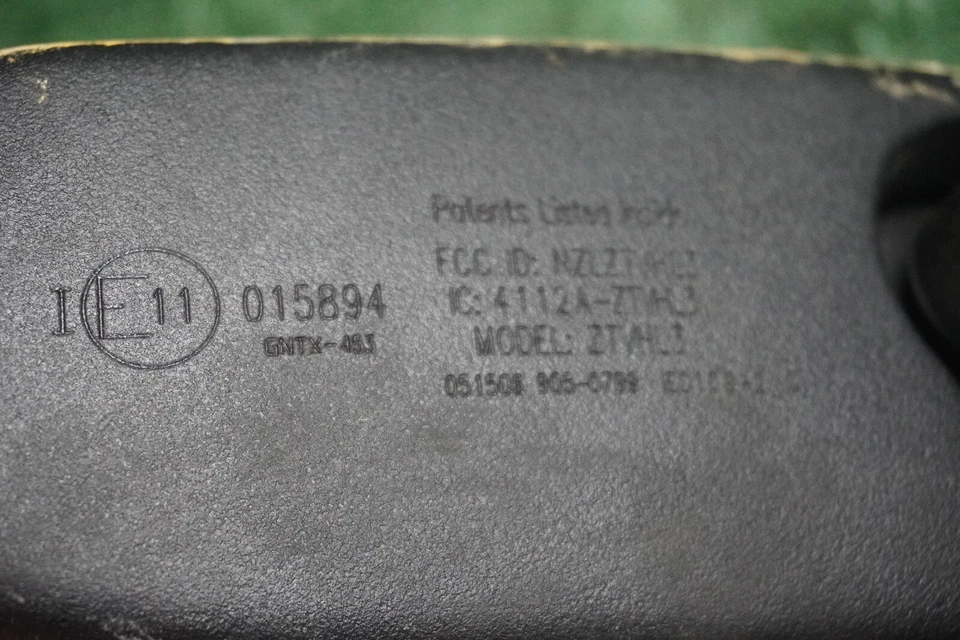 I E 11 015894
GNTX-453
Patents Listed Inside
FCC ID: NZLZTVHL3
IC: 4112A-ZTVHL3
MODEL: ZTVHL3
051508 905-0799